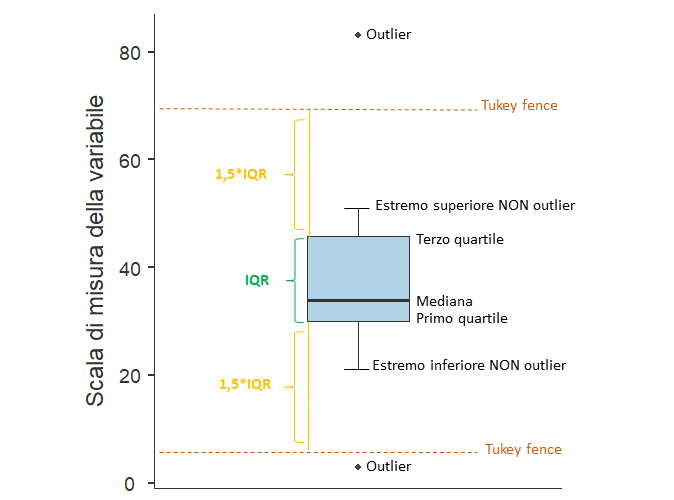 Scala di misura della variabile
80
60
40
20
0
Outlier
Tukey fence
1,5*IQR
Estremo superiore NON outlier
Terzo quartile
IQR
Mediana
Primo quartile
Estremo inferiore NON outlier
1,5*IQR
Tukey fence
Outlier